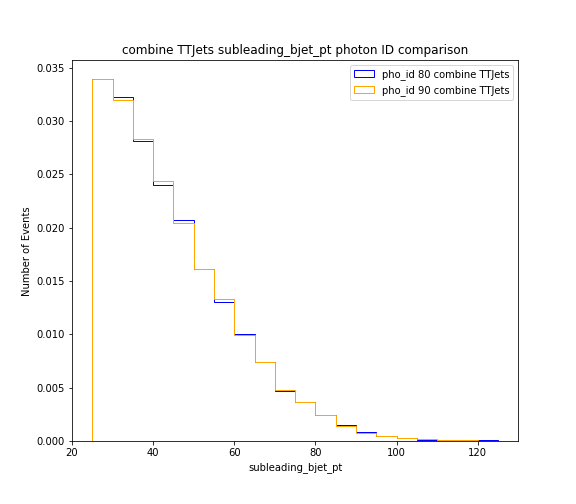 combine TTJets subleading_bjet_pt photon ID comparison
pho_id 80 combine TTJets
pho_id 90 combine TTJets
Number of Events
0.035
0.030
0.025
0.020
0.015
0.010
0.005
0.000
20 40 60 80 100 120
subleading_bjet_pt